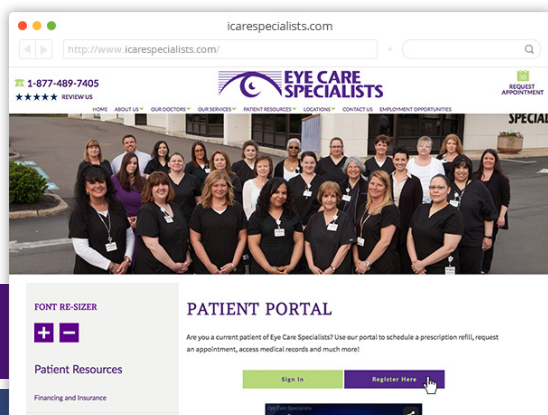 icarespecialists.com
http://www.icarespecialists.com/
1-877-489-7405
REVIEW US
EYE CARE
SPECIALISTS
REQUEST
APPOINTMENT
HOME ABOUT US OUR DOCTORS OUR SERVICES PATIENT RESOURCES LOCATIONS CONTACT US EMPLOYMENT OPPORTUNITIES
SPECIAL
FONT RE-SIZER
PATIENT PORTAL
Are you a current patient of Eye Care Specialists? Use our portal to schedule a prescription refill, request
an appointment, access medical records and much more!
Patient Resources
Sign In Register Here
Financing and Insurance
Eye Care Specialists